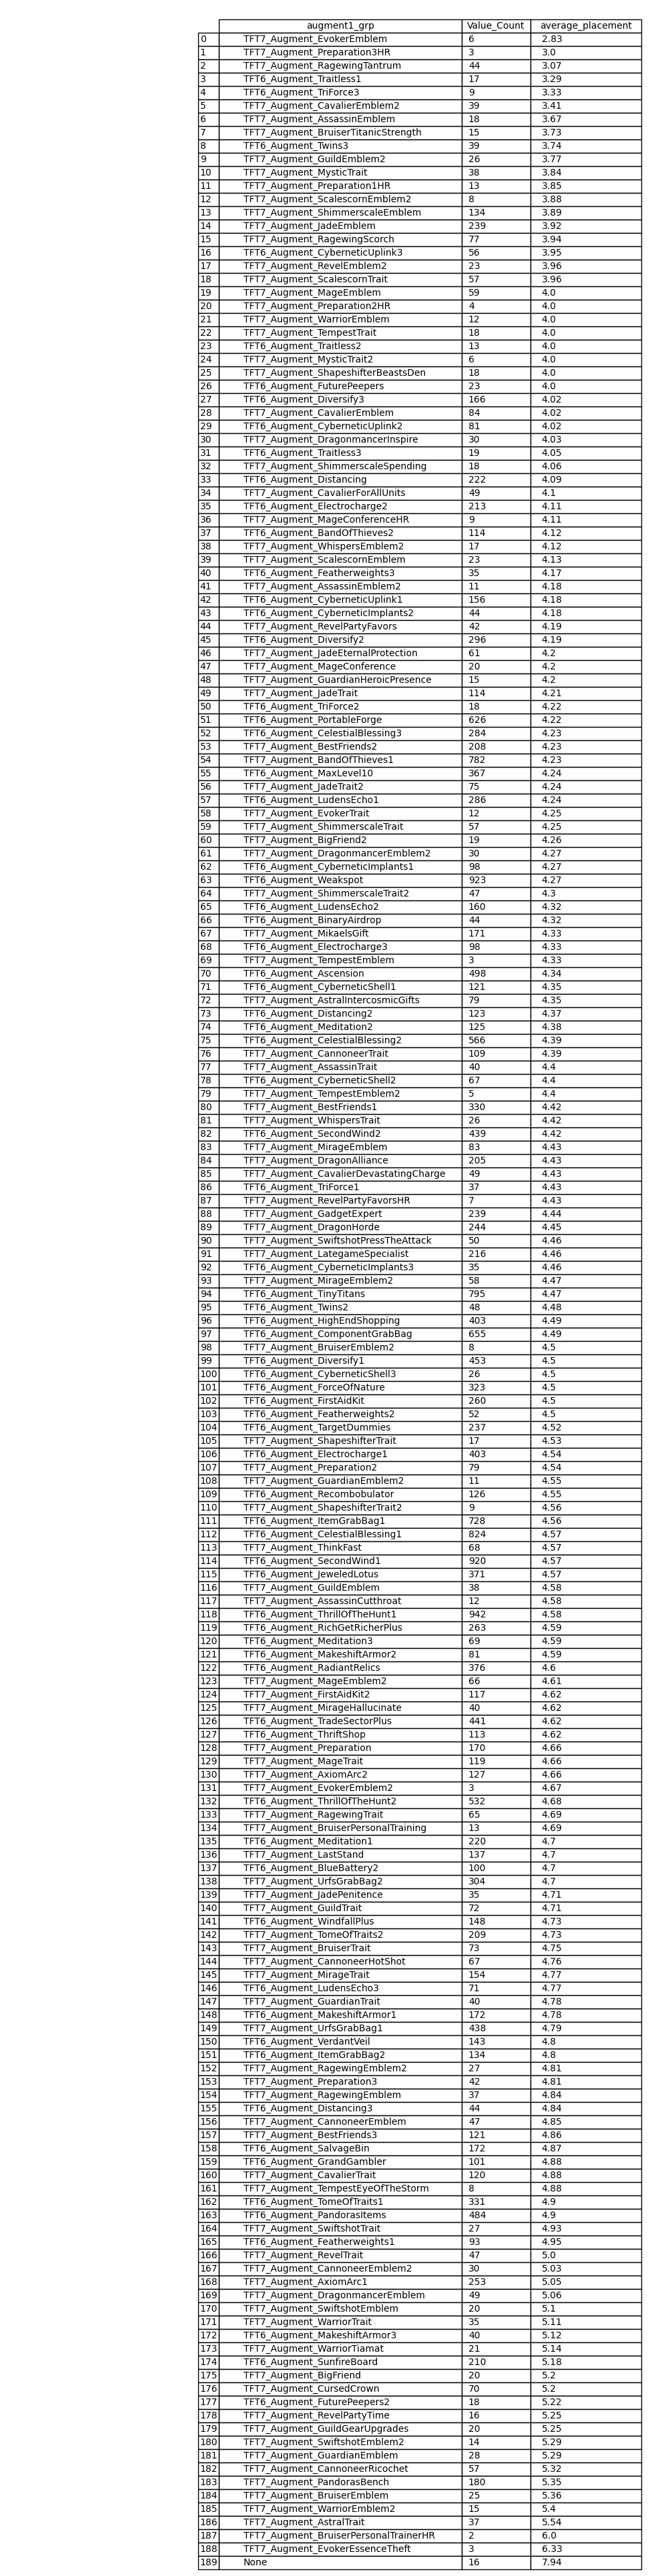 augment1_grp Value_Count average_placement
0 TFT7_Augment_EvokerEmblem 6 2.83
1 TFT7_Augment_Preparation3HR 3 3.0
2 TFT7_Augment_RagewingTantrum 44 3.07
3 TFT6_Augment_Traitless1 17 3.29
4 TFT6_Augment_TriForce3 9 3.33
5 TFT7_Augment_CavalierEmblem2 39 3.41
6 TFT7_Augment_AssassinEmblem 18 3.67
7 TFT7_Augment_BruiserTitanicStrength 15 3.73
8 TFT6_Augment_Twins3 39 3.74
9 TFT7_Augment_GuildEmblem2 26 3.77
10 TFT7_Augment_MysticTrait 38 3.84
11 TFT7_Augment_Preparation1HR 13 3.85
12 TFT7_Augment_ScalescornEmblem2 8 3.88
13 TFT7_Augment_ShimmerscaleEmblem 134 3.89
14 TFT7_Augment_JadeEmblem 239 3.92
15 TFT7_Augment_RagewingScorch 77 3.94
16 TFT6_Augment_CyberneticUplink3 56 3.95
17 TFT7_Augment_RevelEmblem2 23 3.96
18 TFT7_Augment_ScalescornTrait 57 3.96
19 TFT7_Augment_MageEmblem 59 4.0
20 TFT7_Augment_Preparation2HR 4 4.0
21 TFT7_Augment_WarriorEmblem 12 4.0
22 TFT7_Augment_TempestTrait 18 4.0
23 TFT6_Augment_Traitless2 13 4.0
24 TFT7_Augment_MysticTrait2 6 4.0
25 TFT7_Augment_ShapeshifterBeastsDen 18 4.0
26 TFT6_Augment_FuturePeepers 23 4.0
27 TFT6_Augment_Diversify3 166 4.02
28 TFT7_Augment_CavalierEmblem 84 4.02
29 TFT6_Augment_CyberneticUplink2 81 4.02
30 TFT7_Augment_DragonmancerInspire 30 4.03
31 TFT6_Augment_Traitless3 19 4.05
32 TFT7_Augment_ShimmerscaleSpending 18 4.06
33 TFT6_Augment_Distancing 222 4.09
34 TFT7_Augment_CavalierForAllUnits 49 4.1
35 TFT6_Augment_Electrocharge2 213 4.11
36 TFT7_Augment_MageConferenceHR 9 4.11
37 TFT7_Augment_BandOfThieves2 114 4.12
38 TFT7_Augment_WhispersEmblem2 17 4.12
39 TFT7_Augment_ScalescornEmblem 23 4.13
40 TFT6_Augment_Featherweights3 35 4.17
41 TFT7_Augment_AssassinEmblem2 11 4.18
42 TFT6_Augment_CyberneticUplink1 156 4.18
43 TFT6_Augment_CyberneticImplants2 44 4.18
44 TFT7_Augment_RevelPartyFavors 42 4.19
45 TFT6_Augment_Diversify2 296 4.19
46 TFT7_Augment_JadeEternalProtection 61 4.2
47 TFT7_Augment_MageConference 20 4.2
48 TFT7_Augment_GuardianHeroicPresence 15 4.2
49 TFT7_Augment_JadeTrait 114 4.21
50 TFT6_Augment_TriForce2 18 4.22
51 TFT6_Augment_PortableForge 626 4.22
52 TFT6_Augment_CelestialBlessing3 284 4.23
53 TFT7_Augment_BestFriends2 208 4.23
54 TFT7_Augment_BandOfThieves1 782 4.23
55 TFT6_Augment_MaxLevel10 367 4.24
56 TFT7_Augment_JadeTrait2 75 4.24
57 TFT6_Augment_LudensEcho1 286 4.24
58 TFT7_Augment_EvokerTrait 12 4.25
59 TFT7_Augment_ShimmerscaleTrait 57 4.25
60 TFT7_Augment_BigFriend2 19 4.26
61 TFT7_Augment_DragonmancerEmblem2 30 4.27
62 TFT6_Augment_CyberneticImplants1 98 4.27
63 TFT6_Augment_Weakspot 923 4.27
64 TFT7_Augment_ShimmerscaleTrait2 47 4.3
65 TFT6_Augment_LudensEcho2 160 4.32
66 TFT6_Augment_BinaryAirdrop 44 4.32
67 TFT7_Augment_MikaelsGift 171 4.33
68 TFT6_Augment_Electrocharge3 98 4.33
69 TFT7_Augment_TempestEmblem 3 4.33
70 TFT6_Augment_Ascension 498 4.34
71 TFT6_Augment_CyberneticShell1 121 4.35
72 TFT7_Augment_AstralIntercosmicGifts 79 4.35
73 TFT6_Augment_Distancing2 123 4.37
74 TFT6_Augment_Meditation2 125 4.38
75 TFT6_Augment_CelestialBlessing2 566 4.39
76 TFT7_Augment_CannoneerTrait 109 4.39
77 TFT7_Augment_AssassinTrait 40 4.4
78 TFT6_Augment_CyberneticShell2 67 4.4
79 TFT7_Augment_TempestEmblem2 5 4.4
80 TFT7_Augment_BestFriends1 330 4.42
81 TFT7_Augment_WhispersTrait 26 4.42
82 TFT6_Augment_SecondWind2 439 4.42
83 TFT7_Augment_MirageEmblem 83 4.43
84 TFT7_Augment_DragonAlliance 205 4.43
85 TFT7_Augment_CavalierDevastatingCharge 49 4.43
86 TFT6_Augment_TriForce1 37 4.43
87 TFT7_Augment_RevelPartyFavorsHR 7 4.43
88 TFT7_Augment_GadgetExpert 239 4.44
89 TFT7_Augment_DragonHorde 244 4.45
90 TFT7_Augment_SwiftshotPressTheAttack 50 4.46
91 TFT7_Augment_LategameSpecialist 216 4.46
92 TFT6_Augment_CyberneticImplants3 35 4.46
93 TFT7_Augment_MirageEmblem2 58 4.47
94 TFT6_Augment_TinyTitans 795 4.47
95 TFT6_Augment_Twins2 48 4.48
96 TFT6_Augment_HighEndShopping 403 4.49
97 TFT6_Augment_ComponentGrabBag 655 4.49
98 TFT7_Augment_BruiserEmblem2 8 4.5
99 TFT6_Augment_Diversify1 453 4.5
100 TFT6_Augment_CyberneticShell3 26 4.5
101 TFT6_Augment_ForceOfNature 323 4.5
102 TFT6_Augment_FirstAidKit 260 4.5
103 TFT6_Augment_Featherweights2 52 4.5
104 TFT6_Augment_TargetDummies 237 4.52
105 TFT7_Augment_ShapeshifterTrait 17 4.53
106 TFT6_Augment_Electrocharge1 403 4.54
107 TFT7_Augment_Preparation2 79 4.54
108 TFT7_Augment_GuardianEmblem2 11 4.55
109 TFT6_Augment_Recombobulator 126 4.55
110 TFT7_Augment_ShapeshifterTrait2 9 4.56
111 TFT6_Augment_ItemGrabBag1 728 4.56
112 TFT6_Augment_CelestialBlessing1 824 4.57
113 TFT7_Augment_ThinkFast 68 4.57
114 TFT6_Augment_SecondWind1 920 4.57
115 TFT6_Augment_JeweledLotus 371 4.57
116 TFT7_Augment_GuildEmblem 38 4.58
117 TFT7_Augment_AssassinCutthroat 12 4.58
118 TFT6_Augment_ThrillOfTheHunt1 942 4.58
119 TFT6_Augment_RichGetRicherPlus 263 4.59
120 TFT6_Augment_Meditation3 69 4.59
121 TFT6_Augment_MakeshiftArmor2 81 4.59
122 TFT6_Augment_RadiantRelics 376 4.6
123 TFT7_Augment_MageEmblem2 66 4.61
124 TFT7_Augment_FirstAidKit2 117 4.62
125 TFT7_Augment_MirageHallucinate 40 4.62
126 TFT6_Augment_TradeSectorPlus 441 4.62
127 TFT6_Augment_ThriftShop 113 4.62
128 TFT7_Augment_Preparation 170 4.66
129 TFT7_Augment_MageTrait 119 4.66
130 TFT7_Augment_AxiomArc2 127 4.66
131 TFT7_Augment_EvokerEmblem2 3 4.67
132 TFT6_Augment_ThrillOfTheHunt2 532 4.68
133 TFT7_Augment_RagewingTrait 65 4.69
134 TFT7_Augment_BruiserPersonalTraining 13 4.69
135 TFT6_Augment_Meditation1 220 4.7
136 TFT7_Augment_LastStand 137 4.7
137 TFT6_Augment_BlueBattery2 100 4.7
138 TFT7_Augment_UrfsGrabBag2 304 4.7
139 TFT7_Augment_JadePenitence 35 4.71
140 TFT7_Augment_GuildTrait 72 4.71
141 TFT6_Augment_WindfallPlus 148 4.73
142 TFT7_Augment_TomeOfTraits2 209 4.73
143 TFT7_Augment_BruiserTrait 73 4.75
144 TFT7_Augment_CannoneerHotShot 67 4.76
145 TFT7_Augment_MirageTrait 154 4.77
146 TFT6_Augment_LudensEcho3 71 4.77
147 TFT7_Augment_GuardianTrait 40 4.78
148 TFT6_Augment_MakeshiftArmor1 172 4.78
149 TFT7_Augment_UrfsGrabBag1 438 4.79
150 TFT6_Augment_VerdantVeil 143 4.8
151 TFT6_Augment_ItemGrabBag2 134 4.8
152 TFT7_Augment_RagewingEmblem2 27 4.81
153 TFT7_Augment_Preparation3 42 4.81
154 TFT7_Augment_RagewingEmblem 37 4.84
155 TFT6_Augment_Distancing3 44 4.84
156 TFT7_Augment_CannoneerEmblem 47 4.85
157 TFT7_Augment_BestFriends3 121 4.86
158 TFT6_Augment_SalvageBin 172 4.87
159 TFT6_Augment_GrandGambler 101 4.88
160 TFT7_Augment_CavalierTrait 120 4.88
161 TFT7_Augment_TempestEyeOfTheStorm 8 4.88
162 TFT6_Augment_TomeOfTraits1 331 4.9
163 TFT6_Augment_PandorasItems 484 4.9
164 TFT7_Augment_SwiftshotTrait 27 4.93
165 TFT6_Augment_Featherweights1 93 4.95
166 TFT7_Augment_RevelTrait 47 5.0
167 TFT7_Augment_CannoneerEmblem2 30 5.03
168 TFT7_Augment_AxiomArc1 253 5.05
169 TFT7_Augment_DragonmancerEmblem 49 5.06
170 TFT7_Augment_SwiftshotEmblem 20 5.1
171 TFT7_Augment_WarriorTrait 35 5.11
172 TFT6_Augment_MakeshiftArmor3 40 5.12
173 TFT7_Augment_WarriorTiamat 21 5.14
174 TFT6_Augment_SunfireBoard 210 5.18
175 TFT7_Augment_BigFriend 20 5.2
176 TFT7_Augment_CursedCrown 70 5.2
177 TFT6_Augment_FuturePeepers2 18 5.22
178 TFT7_Augment_RevelPartyTime 16 5.25
179 TFT7_Augment_GuildGearUpgrades 20 5.25
180 TFT7_Augment_SwiftshotEmblem2 14 5.29
181 TFT7_Augment_GuardianEmblem 28 5.29
182 TFT7_Augment_CannoneerRicochet 57 5.32
183 TFT7_Augment_PandorasBench 180 5.35
184 TFT7_Augment_BruiserEmblem 25 5.36
185 TFT7_Augment_WarriorEmblem2 15 5.4
186 TFT7_Augment_AstralTrait 37 5.54
187 TFT7_Augment_BruiserPersonalTrainerHR 2 6.0
188 TFT7_Augment_EvokerEssenceTheft 3 6.33
189 None 16 7.94